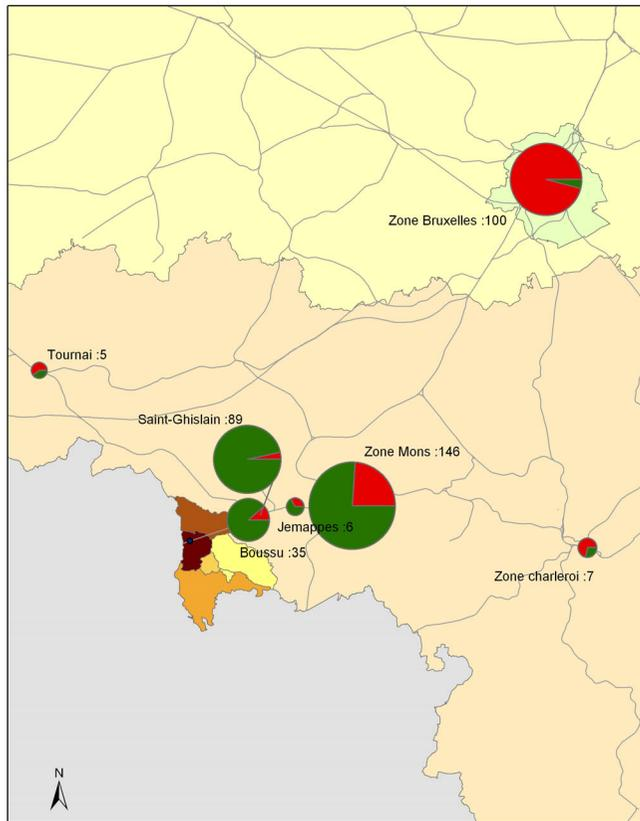 Zone Bruxelles :100
Tournai :5
Saint-Ghislain :89
Zone Mons :146
Jemappes :6
Boussu :35
Zone charleroi :7
N